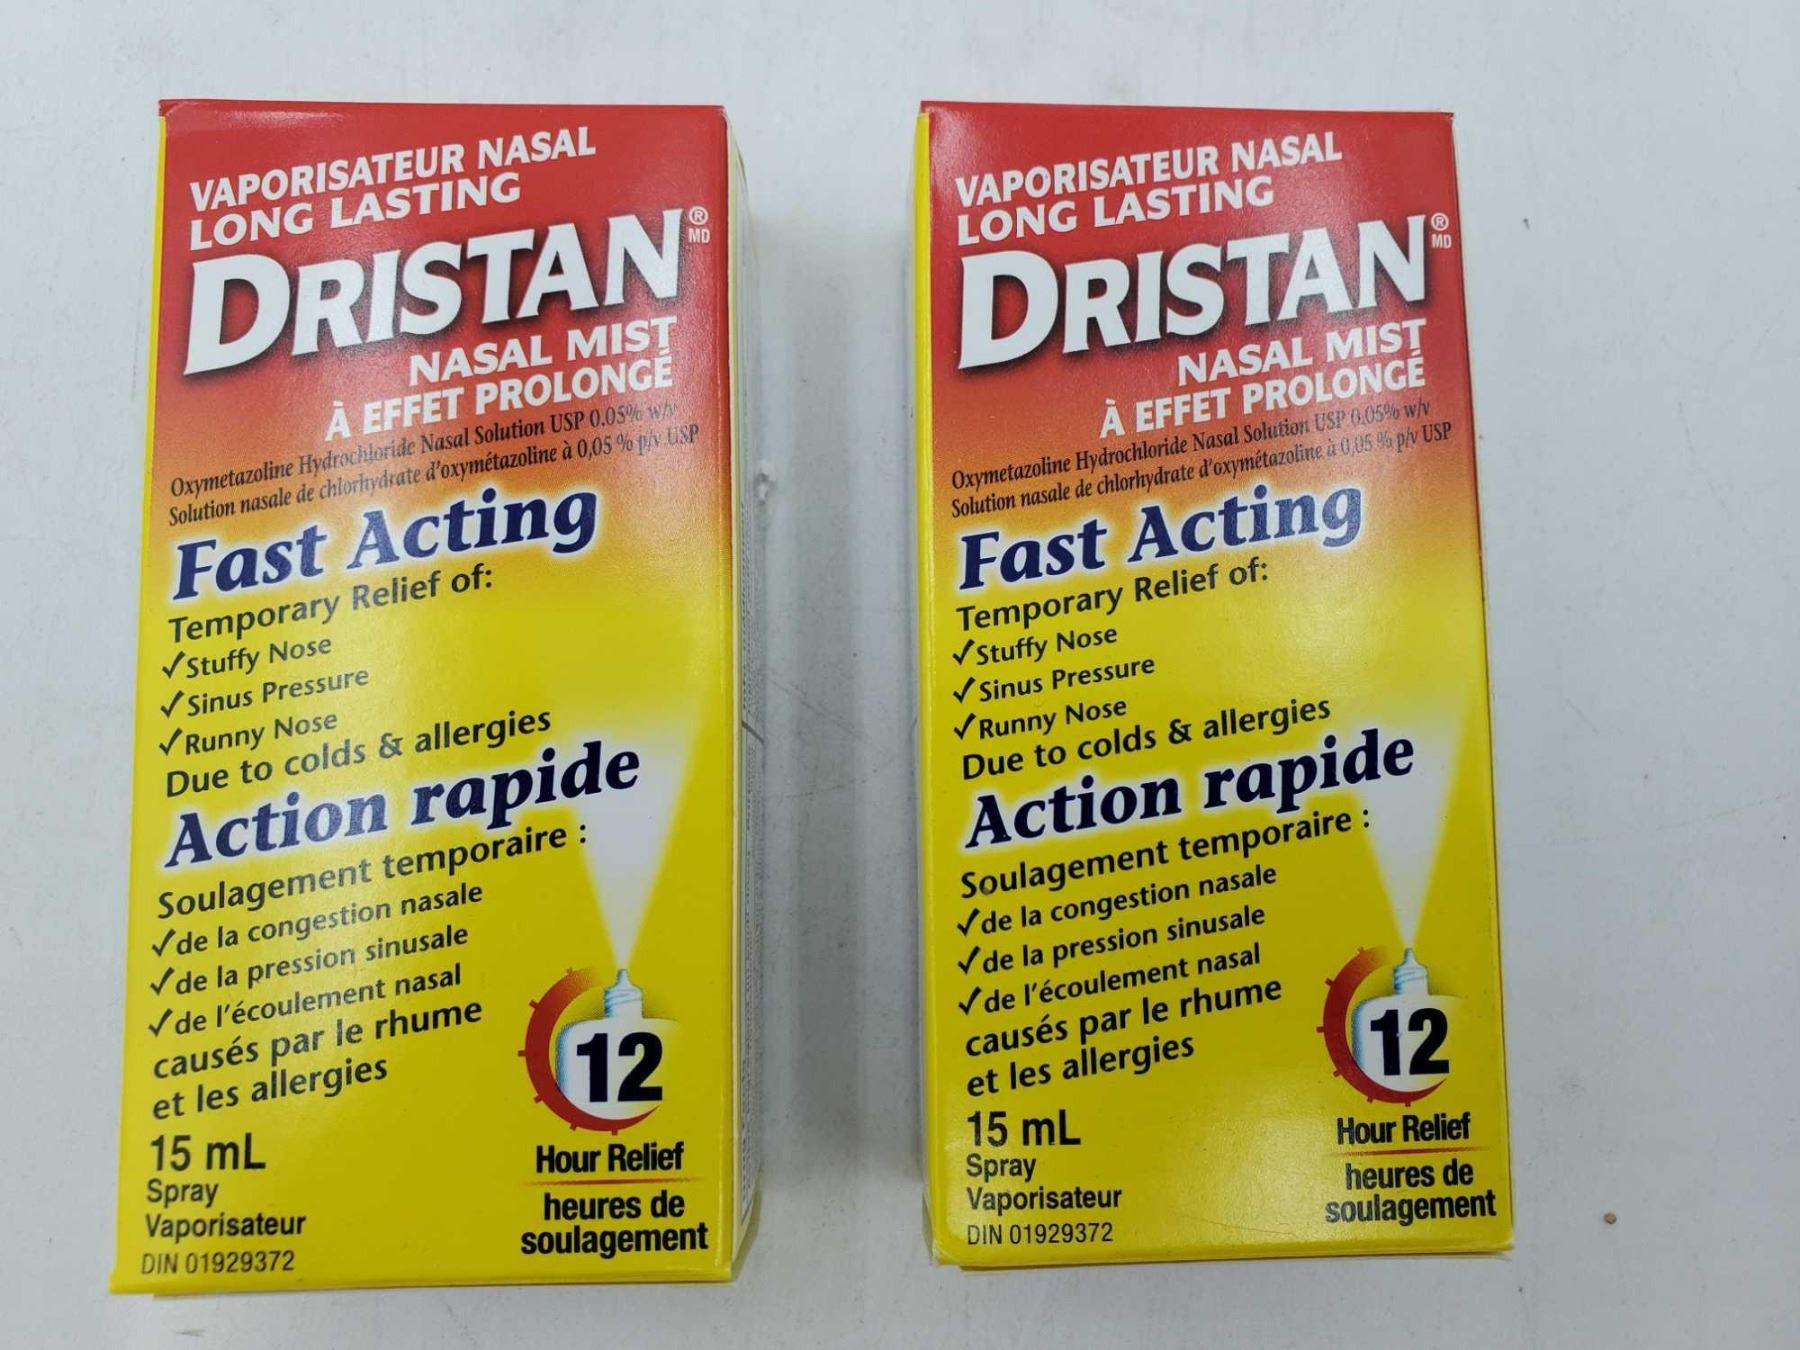 VAPORISATEUR NASAL
LONG LASTING
DRISTAN® MD
NASAL MIST
À EFFET PROLONGÉ
Oxymetazoline Hydrochloride Nasal Solution USP 0.05% w/v
Solution nasale de chlorhydrate d'oxymétazoline à 0,05 % p/v USP
Fast Acting
Temporary Relief of:
✓Stuffy Nose
✓Sinus Pressure
✓Runny Nose
Due to colds & allergies
Action rapide
Soulagement temporaire :
✓de la congestion nasale
✓de la pression sinusale
✓de l'écoulement nasal
causés par le rhume
et les allergies
12
Hour Relief
heures de
soulagement
15 mL
Spray
Vaporisateur
DIN 01929372
VAPORISATEUR NASAL
LONG LASTING
DRISTAN® MD
NASAL MIST
À EFFET PROLONGÉ
Oxymetazoline Hydrochloride Nasal Solution USP 0.05% w/v
Solution nasale de chlorhydrate d'oxymétazoline à 0,05 % p/v USP
Fast Acting
Temporary Relief of:
✓Stuffy Nose
✓Sinus Pressure
✓Runny Nose
Due to colds & allergies
Action rapide
Soulagement temporaire :
✓de la congestion nasale
✓de la pression sinusale
✓de l'écoulement nasal
causés par le rhume
et les allergies
12
Hour Relief
heures de
soulagement
15 mL
Spray
Vaporisateur
DIN 01929372